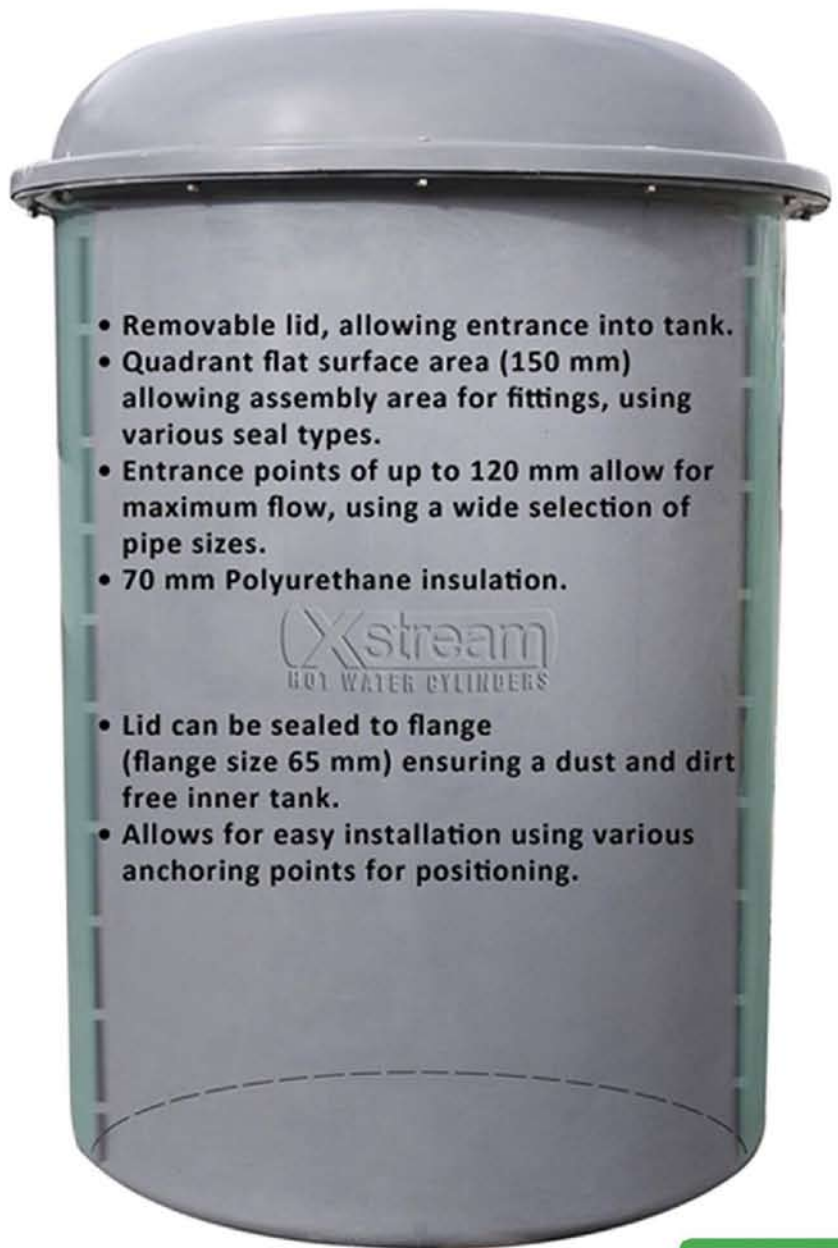 • Removable lid, allowing entrance into tank.
• Quadrant flat surface area (150 mm)
allowing assembly area for fittings, using
various seal types.
• Entrance points of up to 120 mm allow for
maximum flow, using a wide selection of
pipe sizes.
• 70 mm Polyurethane insulation.
Xstream
HOT WATER CYLINDERS
• Lid can be sealed to flange
(flange size 65 mm) ensuring a dust and dirt
free inner tank.
• Allows for easy installation using various
anchoring points for positioning.